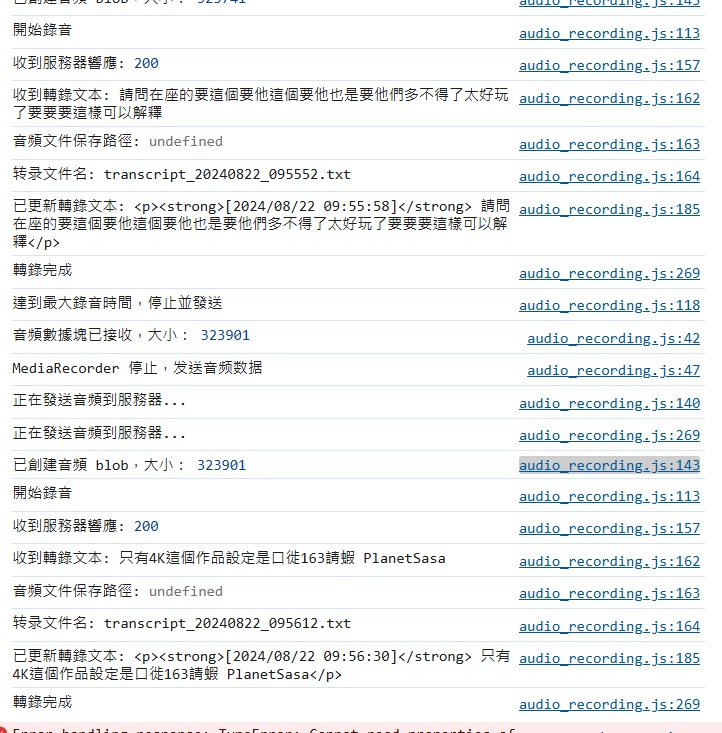 已創建音頻 blob，大小： 323741 audio_recording.js:143
開始錄音 audio_recording.js:113
收到服務器響應: 200 audio_recording.js:157
收到轉錄文本: 請問在座的要這個要他這個要他也是要他們多不得了太好玩 audio_recording.js:162
了要要要這樣可以解釋
音頻文件保存路徑: undefined audio_recording.js:163
转录文件名: transcript_20240822_095552.txt audio_recording.js:164
已更新轉錄文本: <p><strong>[2024/08/22 09:55:58]</strong> 請問 audio_recording.js:185
在座的要這個要他這個要他也是要他們多不得了太好玩了要要要這樣可以解
釋</p>
轉錄完成 audio_recording.js:269
達到最大錄音時間，停止並發送 audio_recording.js:118
音頻數據塊已接收，大小： 323901 audio_recording.js:42
MediaRecorder 停止，发送音频数据 audio_recording.js:47
正在發送音頻到服務器... audio_recording.js:140
正在發送音頻到服務器... audio_recording.js:269
已創建音頻 blob，大小： 323901 audio_recording.js:143
開始錄音 audio_recording.js:113
收到服務器響應: 200 audio_recording.js:157
收到轉錄文本: 只有4K這個作品設定是口徙163請蝦 PlanetSasa audio_recording.js:162
音頻文件保存路徑: undefined audio_recording.js:163
转录文件名: transcript_20240822_095612.txt audio_recording.js:164
已更新轉錄文本: <p><strong>[2024/08/22 09:56:30]</strong> 只有 audio_recording.js:185
4K這個作品設定是口徙163請蝦 PlanetSasa</p>
轉錄完成 audio_recording.js:269
Error handling response: TypeError: Cannot read properties of